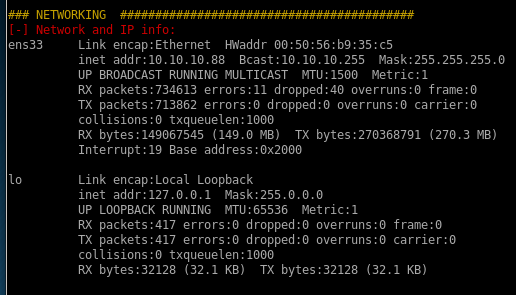 ### NETWORKING  ##########################################
[-] Network and IP info:
ens33     Link encap:Ethernet  HWaddr 00:50:56:b9:35:c5
          inet addr:10.10.10.88  Bcast:10.10.10.255  Mask:255.255.255.0
          UP BROADCAST RUNNING MULTICAST  MTU:1500  Metric:1
          RX packets:734613 errors:11 dropped:40 overruns:0 frame:0
          TX packets:713862 errors:0 dropped:0 overruns:0 carrier:0
          collisions:0 txqueuelen:1000
          RX bytes:149067545 (149.0 MB)  TX bytes:270368791 (270.3 MB)
          Interrupt:19 Base address:0x2000
lo        Link encap:Local Loopback
          inet addr:127.0.0.1  Mask:255.0.0.0
          UP LOOPBACK RUNNING  MTU:65536  Metric:1
          RX packets:417 errors:0 dropped:0 overruns:0 frame:0
          TX packets:417 errors:0 dropped:0 overruns:0 carrier:0
          collisions:0 txqueuelen:1000
          RX bytes:32128 (32.1 KB)  TX bytes:32128 (32.1 KB)